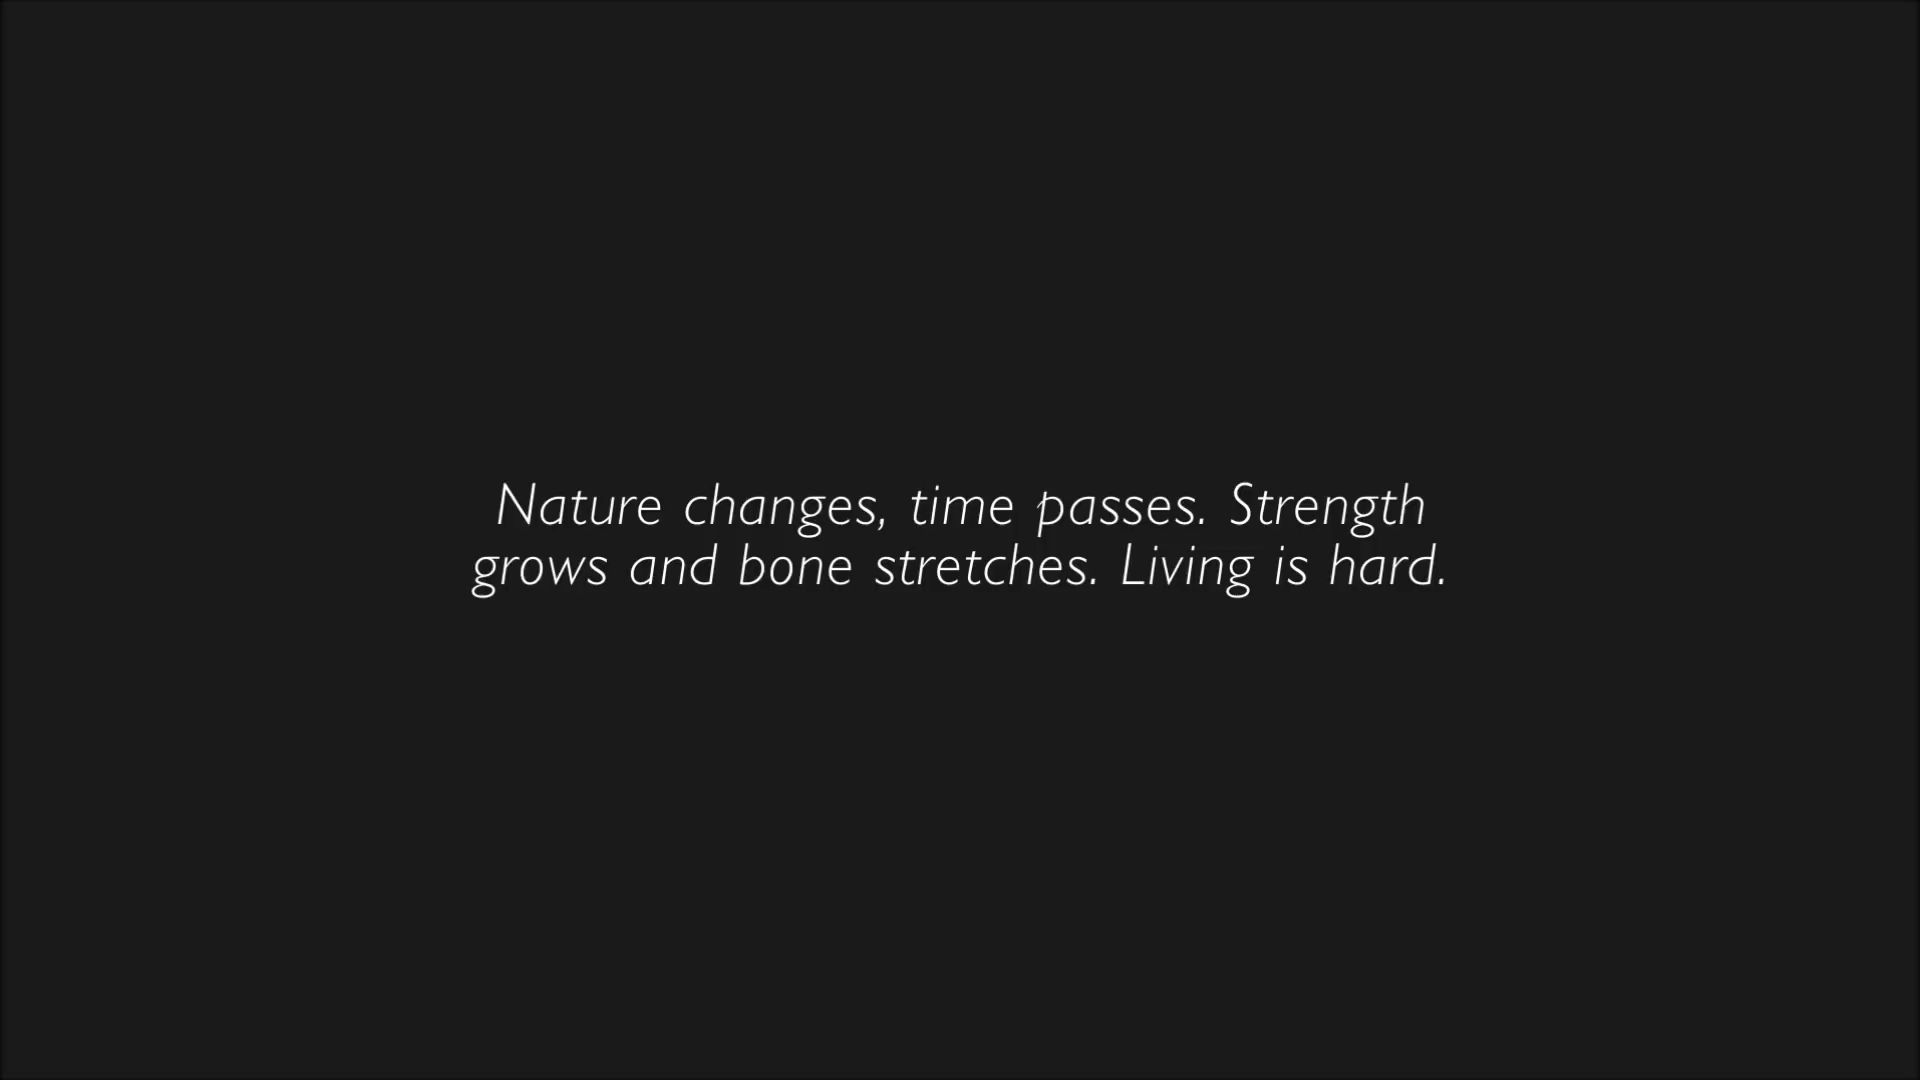 Nature changes, time passes. Strength
grows and bone stretches. Living is hard.